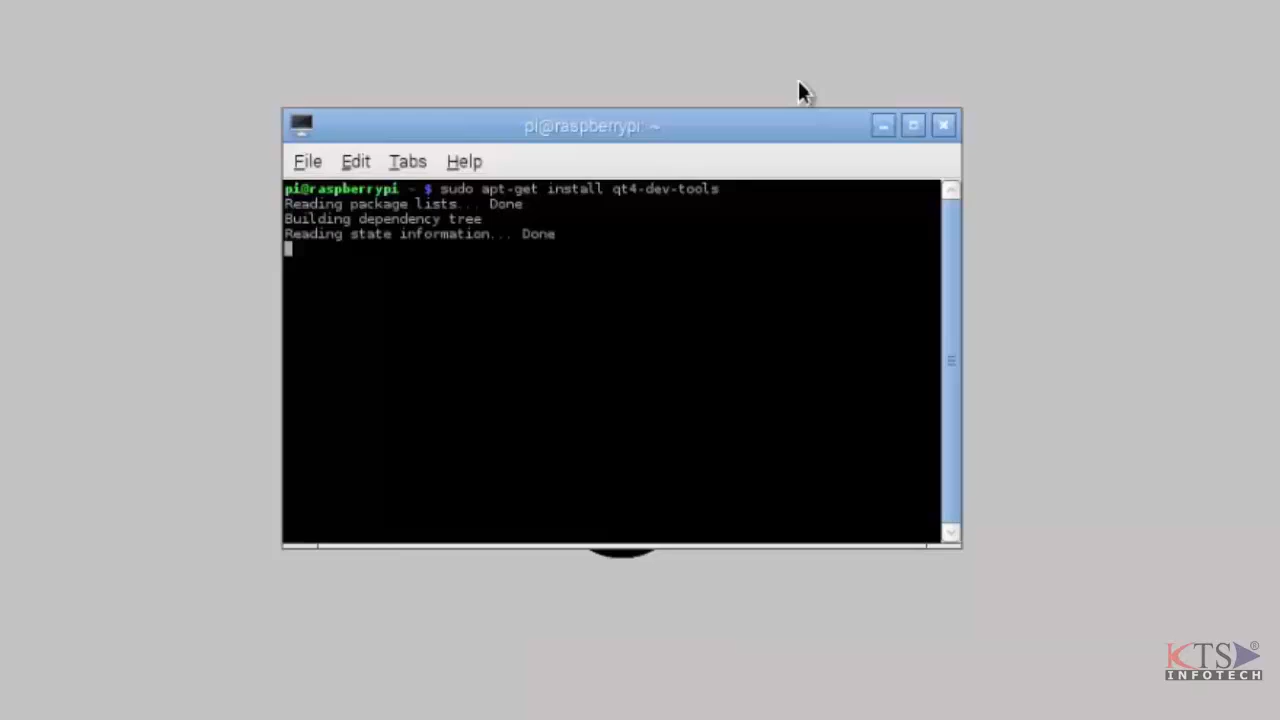 pi@raspberrypi: ~
File Edit Tabs Help
pi@raspberrypi ~ $ sudo apt-get install qt4-dev-tools
Reading package lists... Done
Building dependency tree
Reading state information... Done
KTS®
INFOTECH